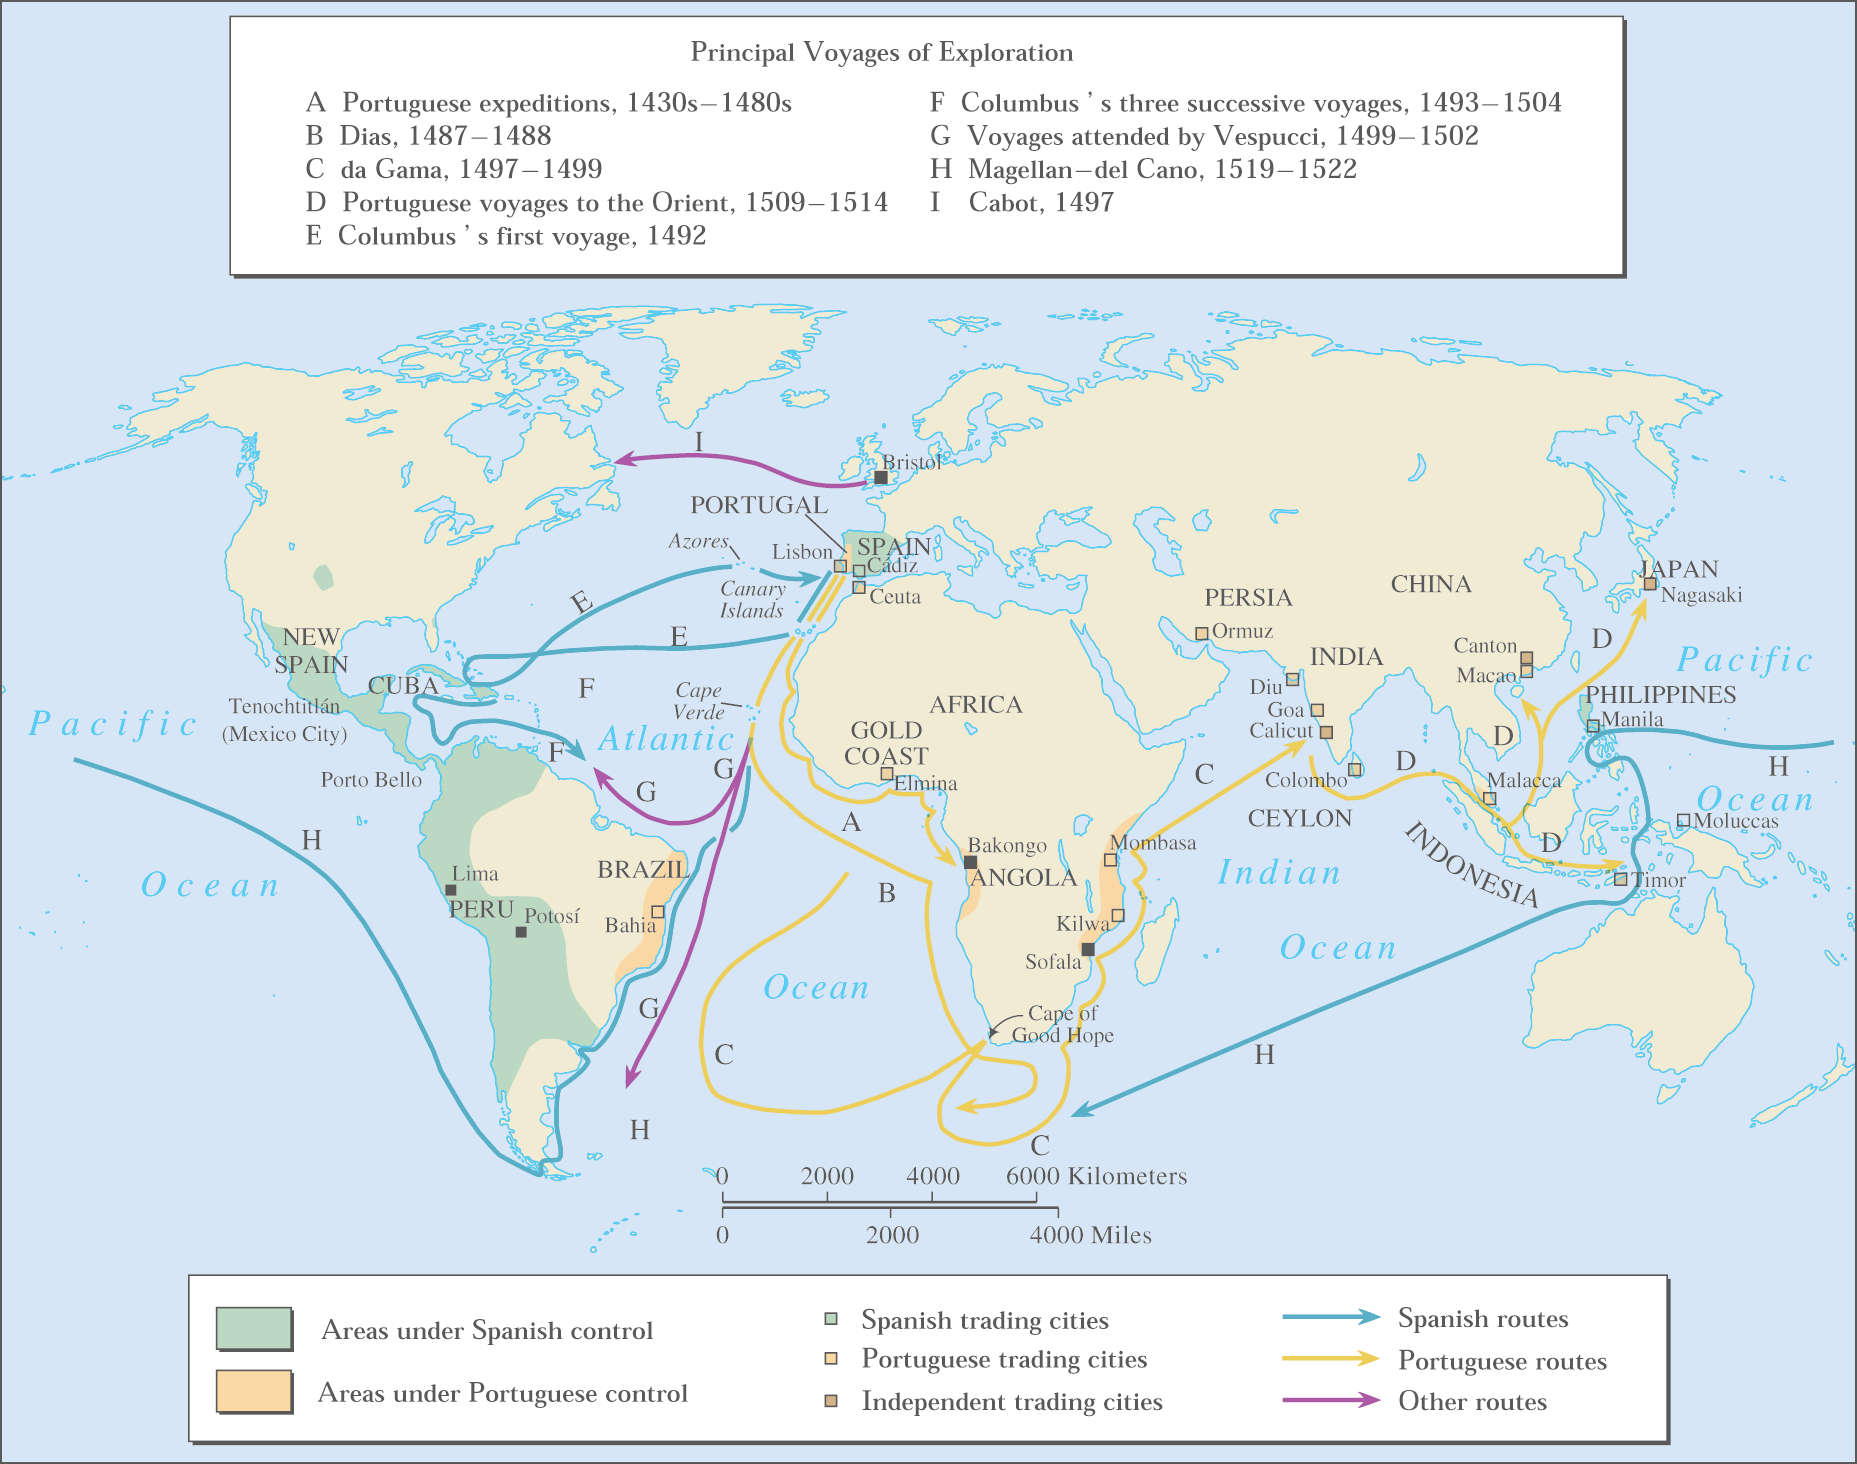 Principal Voyages of Exploration
A Portuguese expeditions, 1430s–1480s
B Dias, 1487–1488
C da Gama, 1497–1499
D Portuguese voyages to the Orient, 1509–1514
E Columbus ’s first voyage, 1492
F Columbus ’s three successive voyages, 1493–1504
G Voyages attended by Vespucci, 1499–1502
H Magellan–del Cano, 1519–1522
I Cabot, 1497
I
Bristol
PORTUGAL
Azores
Lisbon
SPAIN
Cádiz
Canary
Islands
Ceuta
E
E
F
NEW
SPAIN
CUBA
Tenochtitlán
(Mexico City)
Pacific
Ocean
Porto Bello
Cape
Verde
Atlantic
Ocean
F
G
G
H
AFRICA
GOLD
COAST
Elmina
A
B
Bakongo
ANGOLA
Mombasa
Kilwa
Sofala
Cape of
Good Hope
C
C
C
Lima
PERU
Potosí
BRAZIL
Bahia
G
H
PERSIA
Ormuz
INDIA
Diu
Goa
Calicut
Colombo
CEYLON
CHINA
JAPAN
Nagasaki
Canton
Macao
D
D
D
D
PHILIPPINES
Manila
Pacific
Ocean
H
Malacca
Moluccas
INDONESIA
Timor
Indian
Ocean
H
0 2000 4000 6000 Kilometers
0 2000 4000 Miles
Areas under Spanish control
Areas under Portuguese control
Spanish trading cities
Portuguese trading cities
Independent trading cities
Spanish routes
Portuguese routes
Other routes